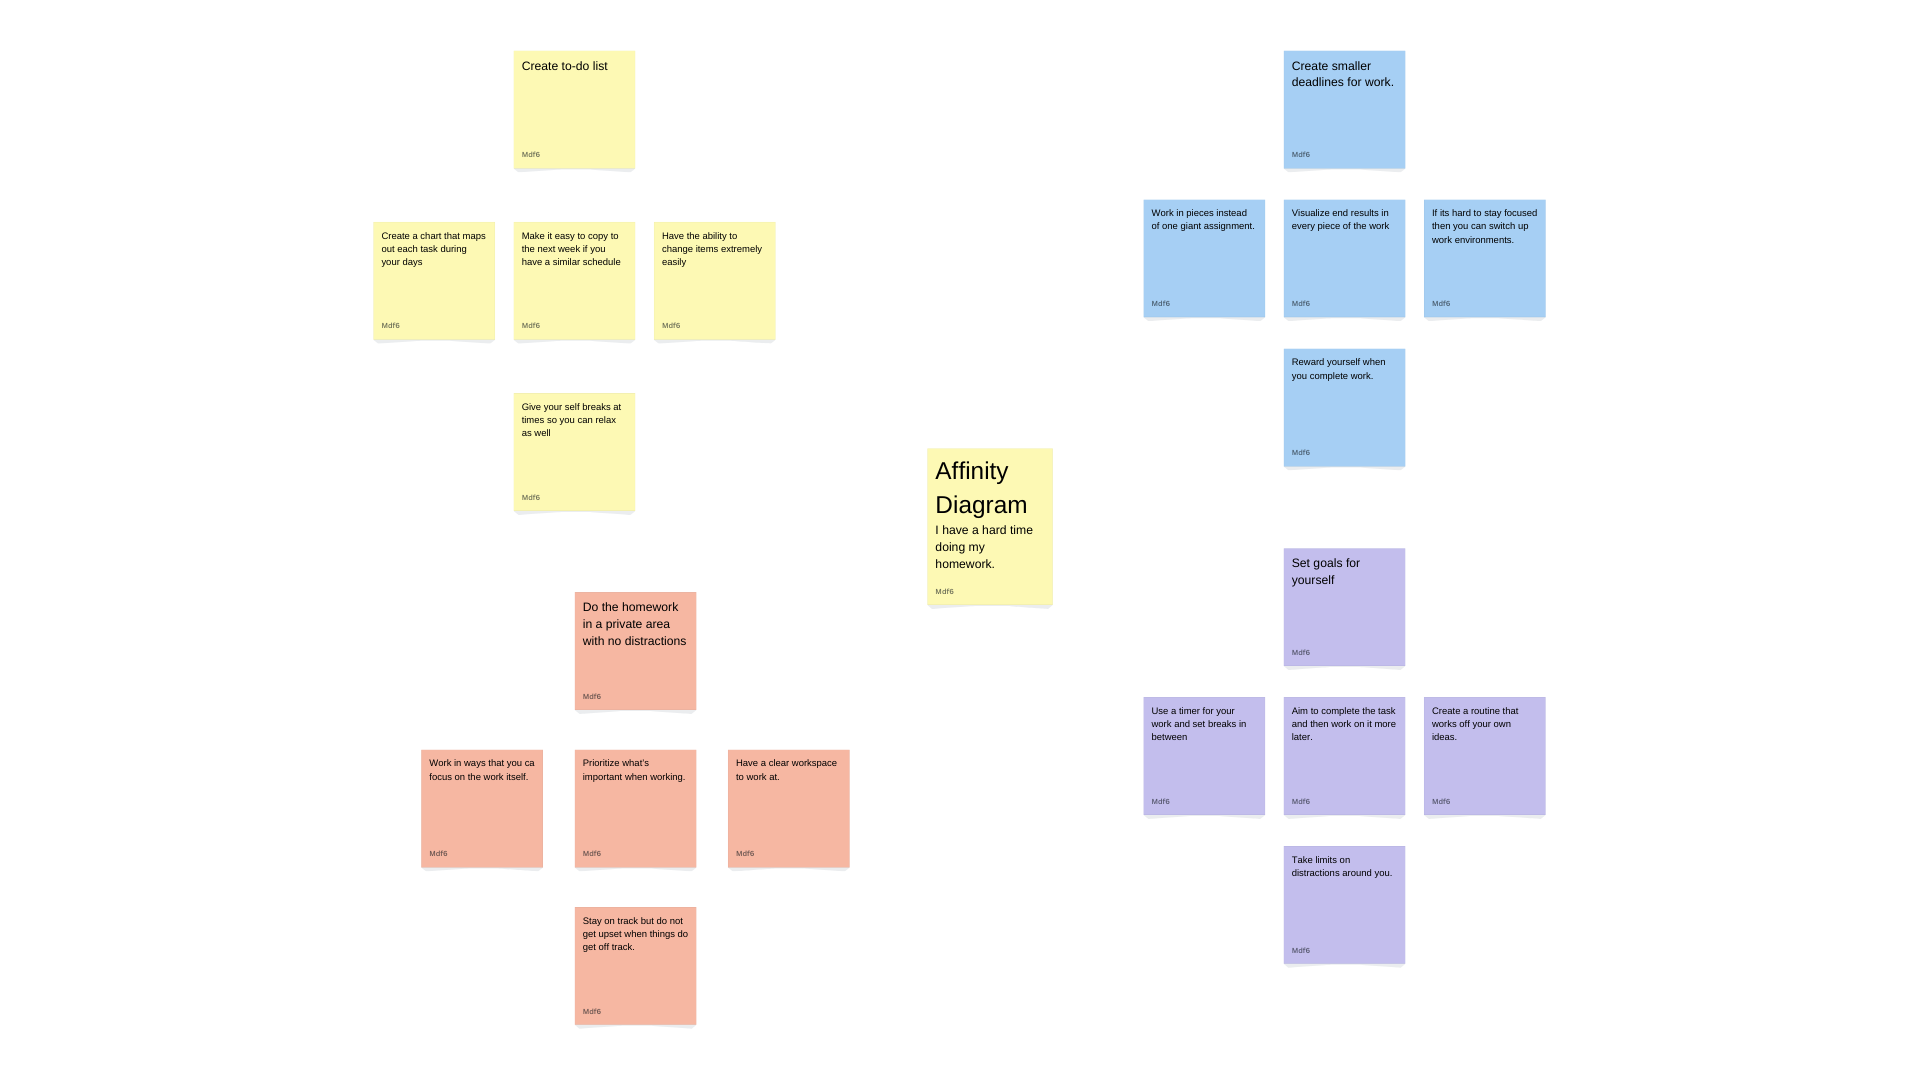 Create to-do list
Mdf6
Create a chart that maps
out each task during
your days
Mdf6
Make it easy to copy to
the next week if you
have a similar schedule
Mdf6
Have the ability to
change items extremely
easily
Mdf6
Give your self breaks at
times so you can relax
as well
Mdf6
Do the homework
in a private area
with no distractions
Mdf6
Work in ways that you ca
focus on the work itself.
Mdf6
Prioritize what's
important when working.
Mdf6
Have a clear workspace
to work at.
Mdf6
Stay on track but do not
get upset when things do
get off track.
Mdf6
Affinity
Diagram
I have a hard time
doing my
homework.
Mdf6
Create smaller
deadlines for work.
Mdf6
Work in pieces instead
of one giant assignment.
Mdf6
Visualize end results in
every piece of the work
Mdf6
If its hard to stay focused
then you can switch up
work environments.
Mdf6
Reward yourself when
you complete work.
Mdf6
Set goals for
yourself
Mdf6
Use a timer for your
work and set breaks in
between
Mdf6
Aim to complete the task
and then work on it more
later.
Mdf6
Create a routine that
works off your own
ideas.
Mdf6
Take limits on
distractions around you.
Mdf6